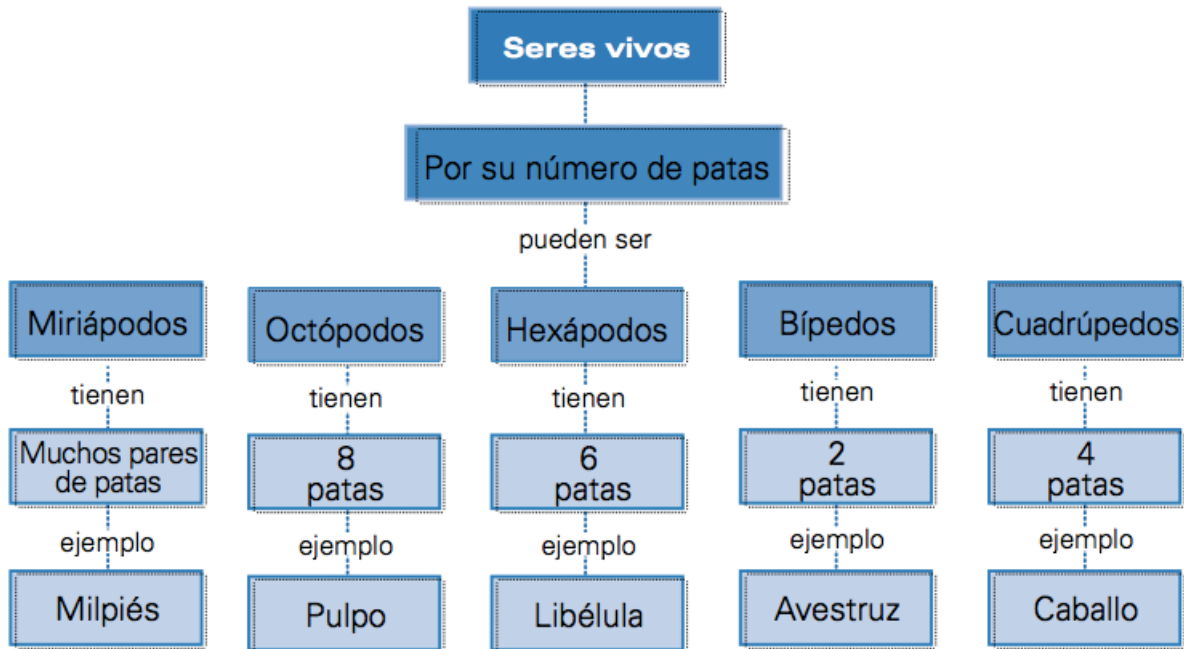 Seres vivos
Por su número de patas
pueden ser
Miriápodos
Octópodos
Hexápodos
Bípedos
Cuadrúpedos
tienen
tienen
tienen
tienen
tienen
Muchos pares
de patas
8
patas
6
patas
2
patas
4
patas
ejemplo
ejemplo
ejemplo
ejemplo
ejemplo
Milpiés
Pulpo
Libélula
Avestruz
Caballo